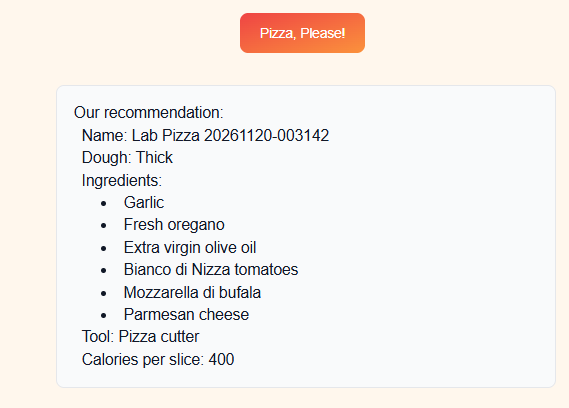 Pizza, Please!
Our recommendation:
Name: Lab Pizza 20261120-003142
Dough: Thick
Ingredients:
• Garlic
• Fresh oregano
• Extra virgin olive oil
• Bianco di Nizza tomatoes
• Mozzarella di bufala
• Parmesan cheese
Tool: Pizza cutter
Calories per slice: 400